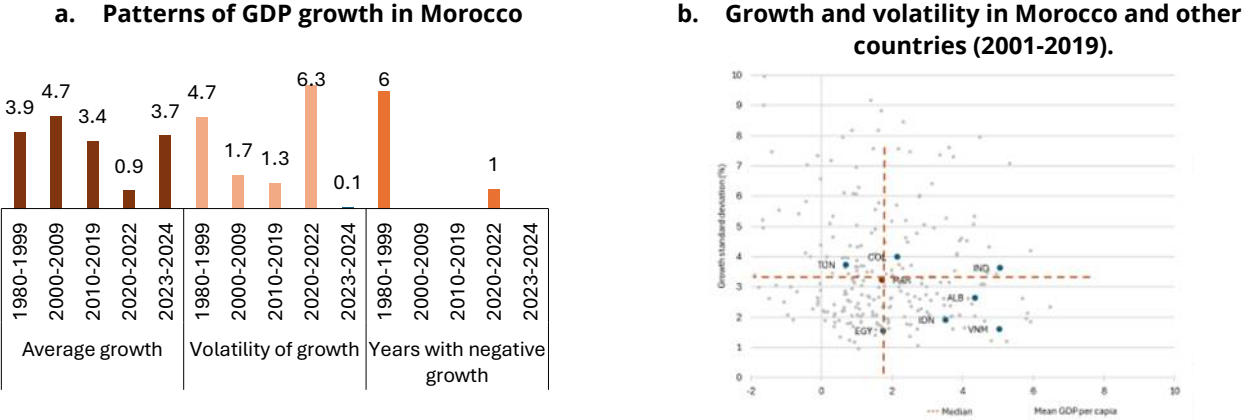 a. Patterns of GDP growth in Morocco
3.9
4.7
3.4
0.9
3.7
4.7
1.7
1.3
6.3
0.1
6
1
1980-1999
2000-2009
2010-2019
2020-2022
2023-2024
1980-1999
2000-2009
2010-2019
2020-2022
2023-2024
1980-1999
2000-2009
2010-2019
2020-2022
2023-2024
Average growth
Volatility of growth
Years with negative
growth
b. Growth and volatility in Morocco and other
countries (2001-2019).
Growth standard deviation (%)
10
9
8
7
6
5
4
3
2
1
0
TUN
COL
IND
MAR
ALB
IDN
EGY
VNM
-2
0
2
4
6
8
10
Median
Mean GDP per capia